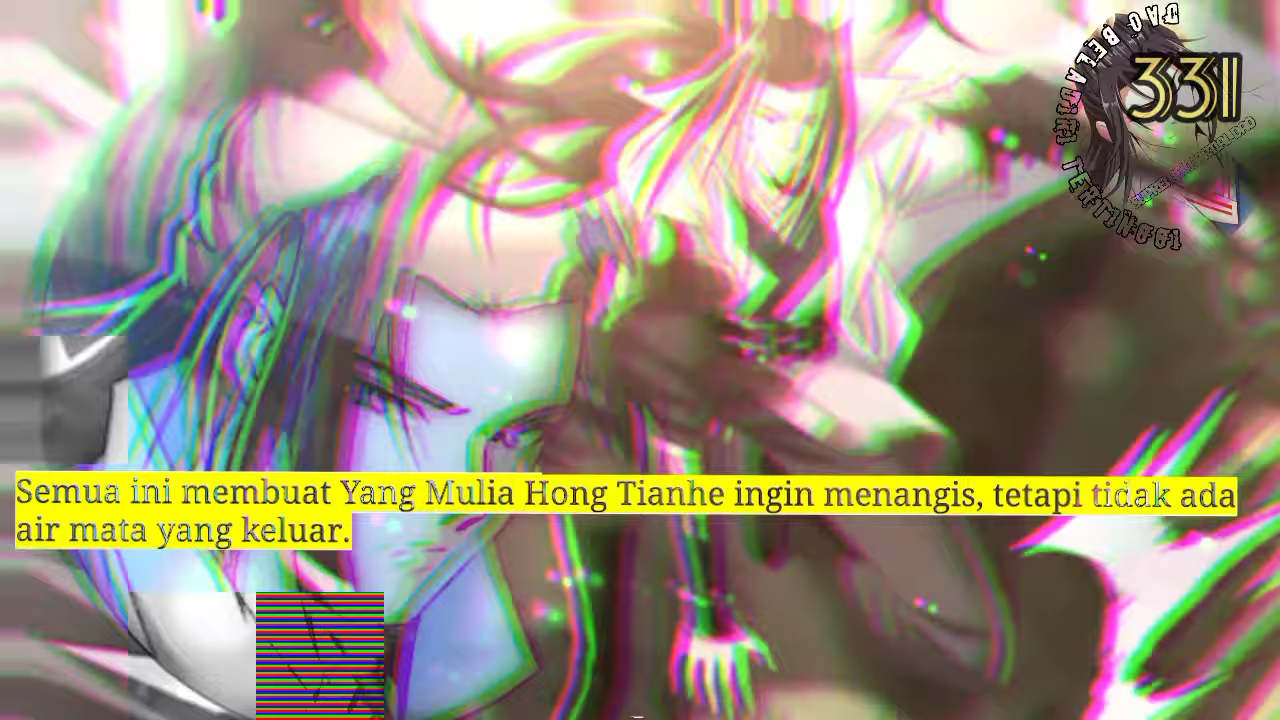 331
Semua ini membuat Yang Mulia Hong Tianhe ingin menangis, tetapi tidak ada
air mata yang keluar.